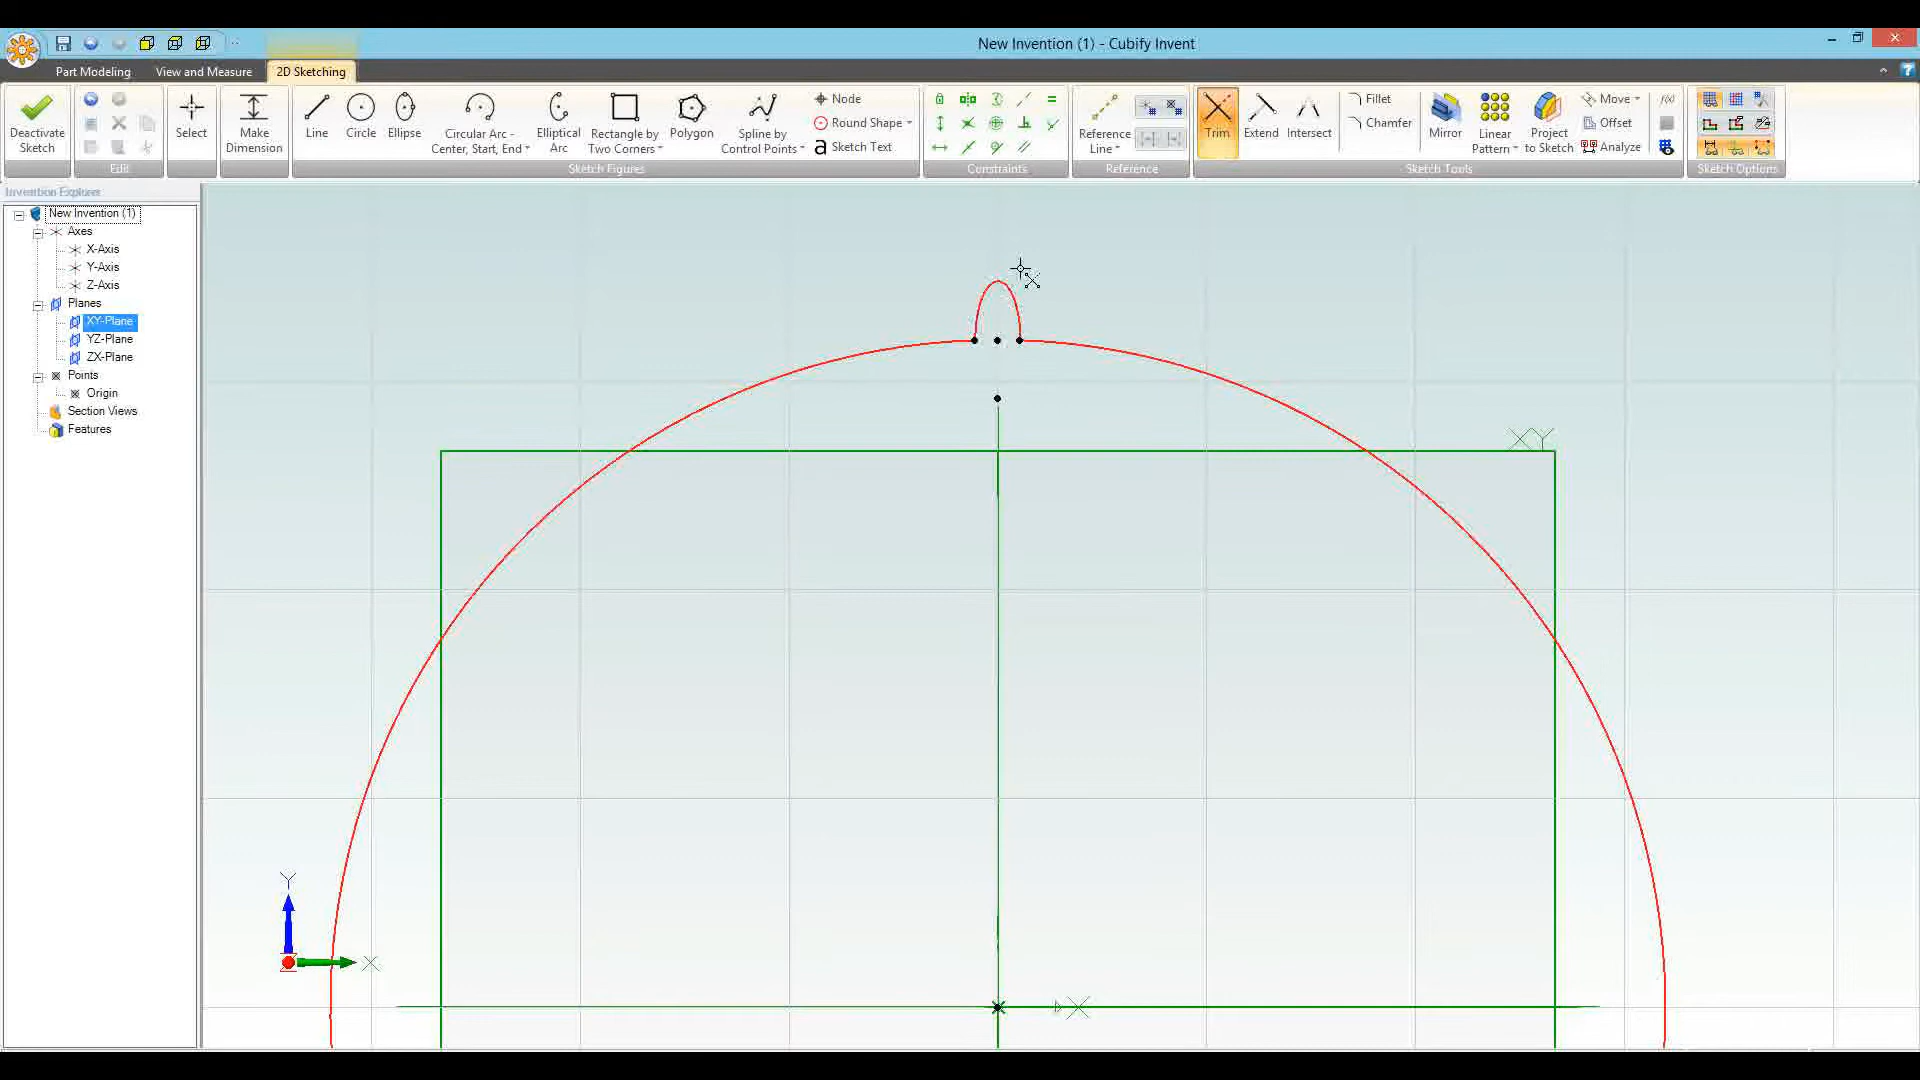 New Invention (1) - Cubify Invent
Part Modeling
View and Measure
2D Sketching
Deactivate Sketch
Edit
Select
Make Dimension
Line
Circle
Ellipse
Circular Arc - Center, Start, End
Elliptical Arc
Rectangle by Two Corners
Polygon
Spline by Control Points
Node
Round Shape
a Sketch Text
Sketch Figures
Constraints
Reference Line
Reference
Trim
Extend
Intersect
Fillet
Chamfer
Mirror
Linear Pattern
Project to Sketch
Move
Offset
Analyze
f(x)
Sketch Tools
Sketch Options
Invention Explorer
New Invention (1)
Axes
X-Axis
Y-Axis
Z-Axis
Planes
XY-Plane
YZ-Plane
ZX-Plane
Points
Origin
Section Views
Features
XY
Y
X
X